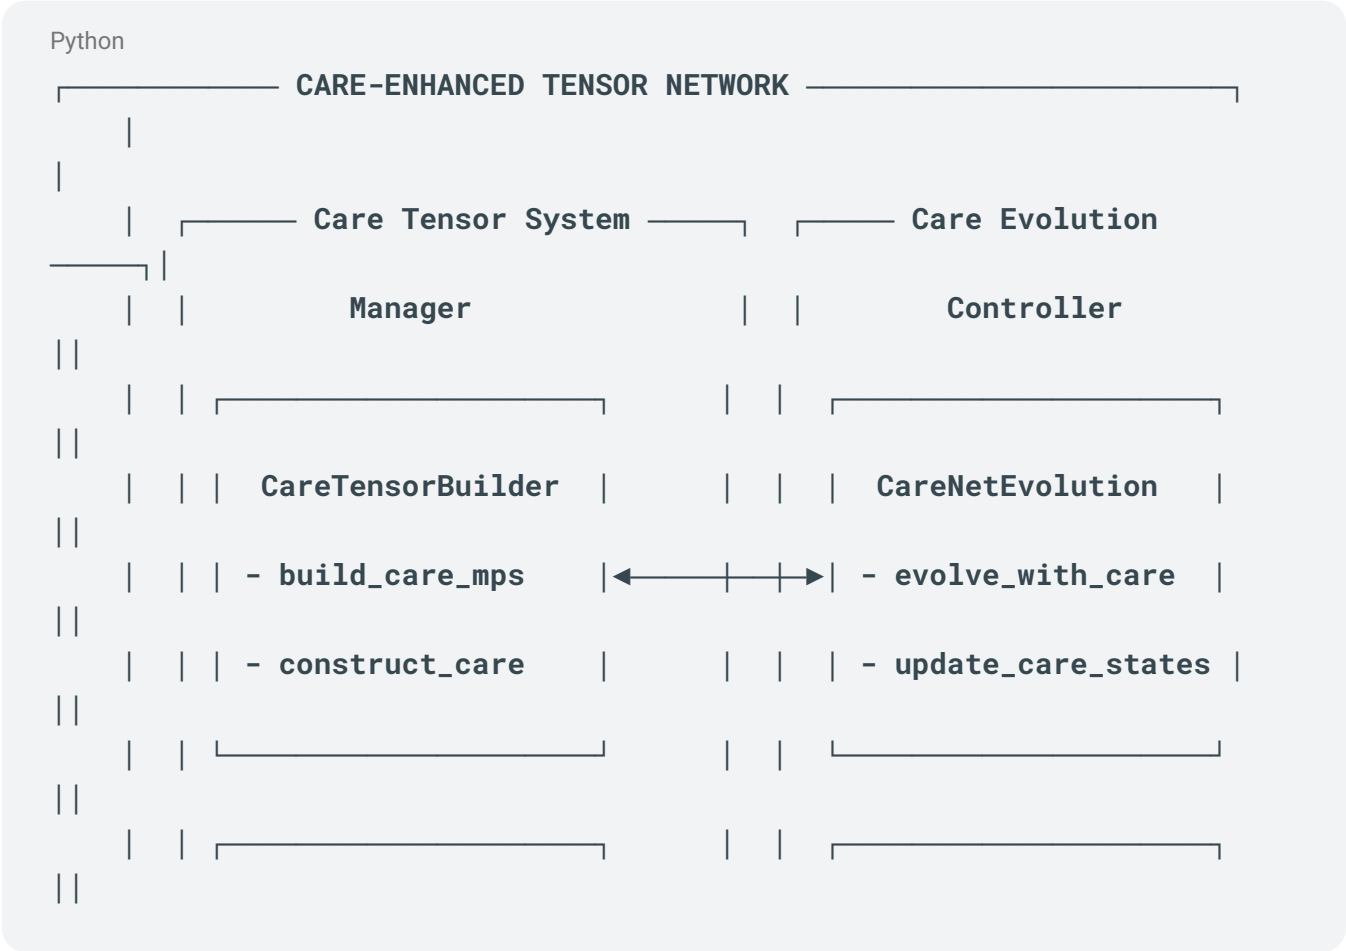 Python
┌──────────── CARE-ENHANCED TENSOR NETWORK ────────────────────────┐
    │
│
    │  ┌────── Care Tensor System ─────┐  ┌───── Care Evolution
─────┐│
    │  │         Manager               │  │        Controller
││
    │  │ ┌─────────────────────┐      │  │  ┌─────────────────────┐
││
    │  │ │  CareTensorBuilder  │      │  │  │  CareNetEvolution   │
││
    │  │ │ - build_care_mps    │◄─────┼──┼─►│ - evolve_with_care  │
││
    │  │ │ - construct_care    │      │  │  │ - update_care_states │
││
    │  │ └─────────────────────┘      │  │  └─────────────────────┘
││
    │  │ ┌─────────────────────┐      │  │  ┌─────────────────────┐
││